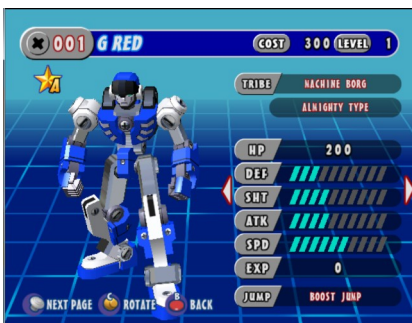 001 G RED COST 300 LEVEL 1
A
TRIBE MACHINE BORG
ALMIGHTY TYPE
HP 200
DEF
SHT
ATK
SPD
EXP 0
JUMP BOOST JUMP
NEXT PAGE ROTATE B BACK